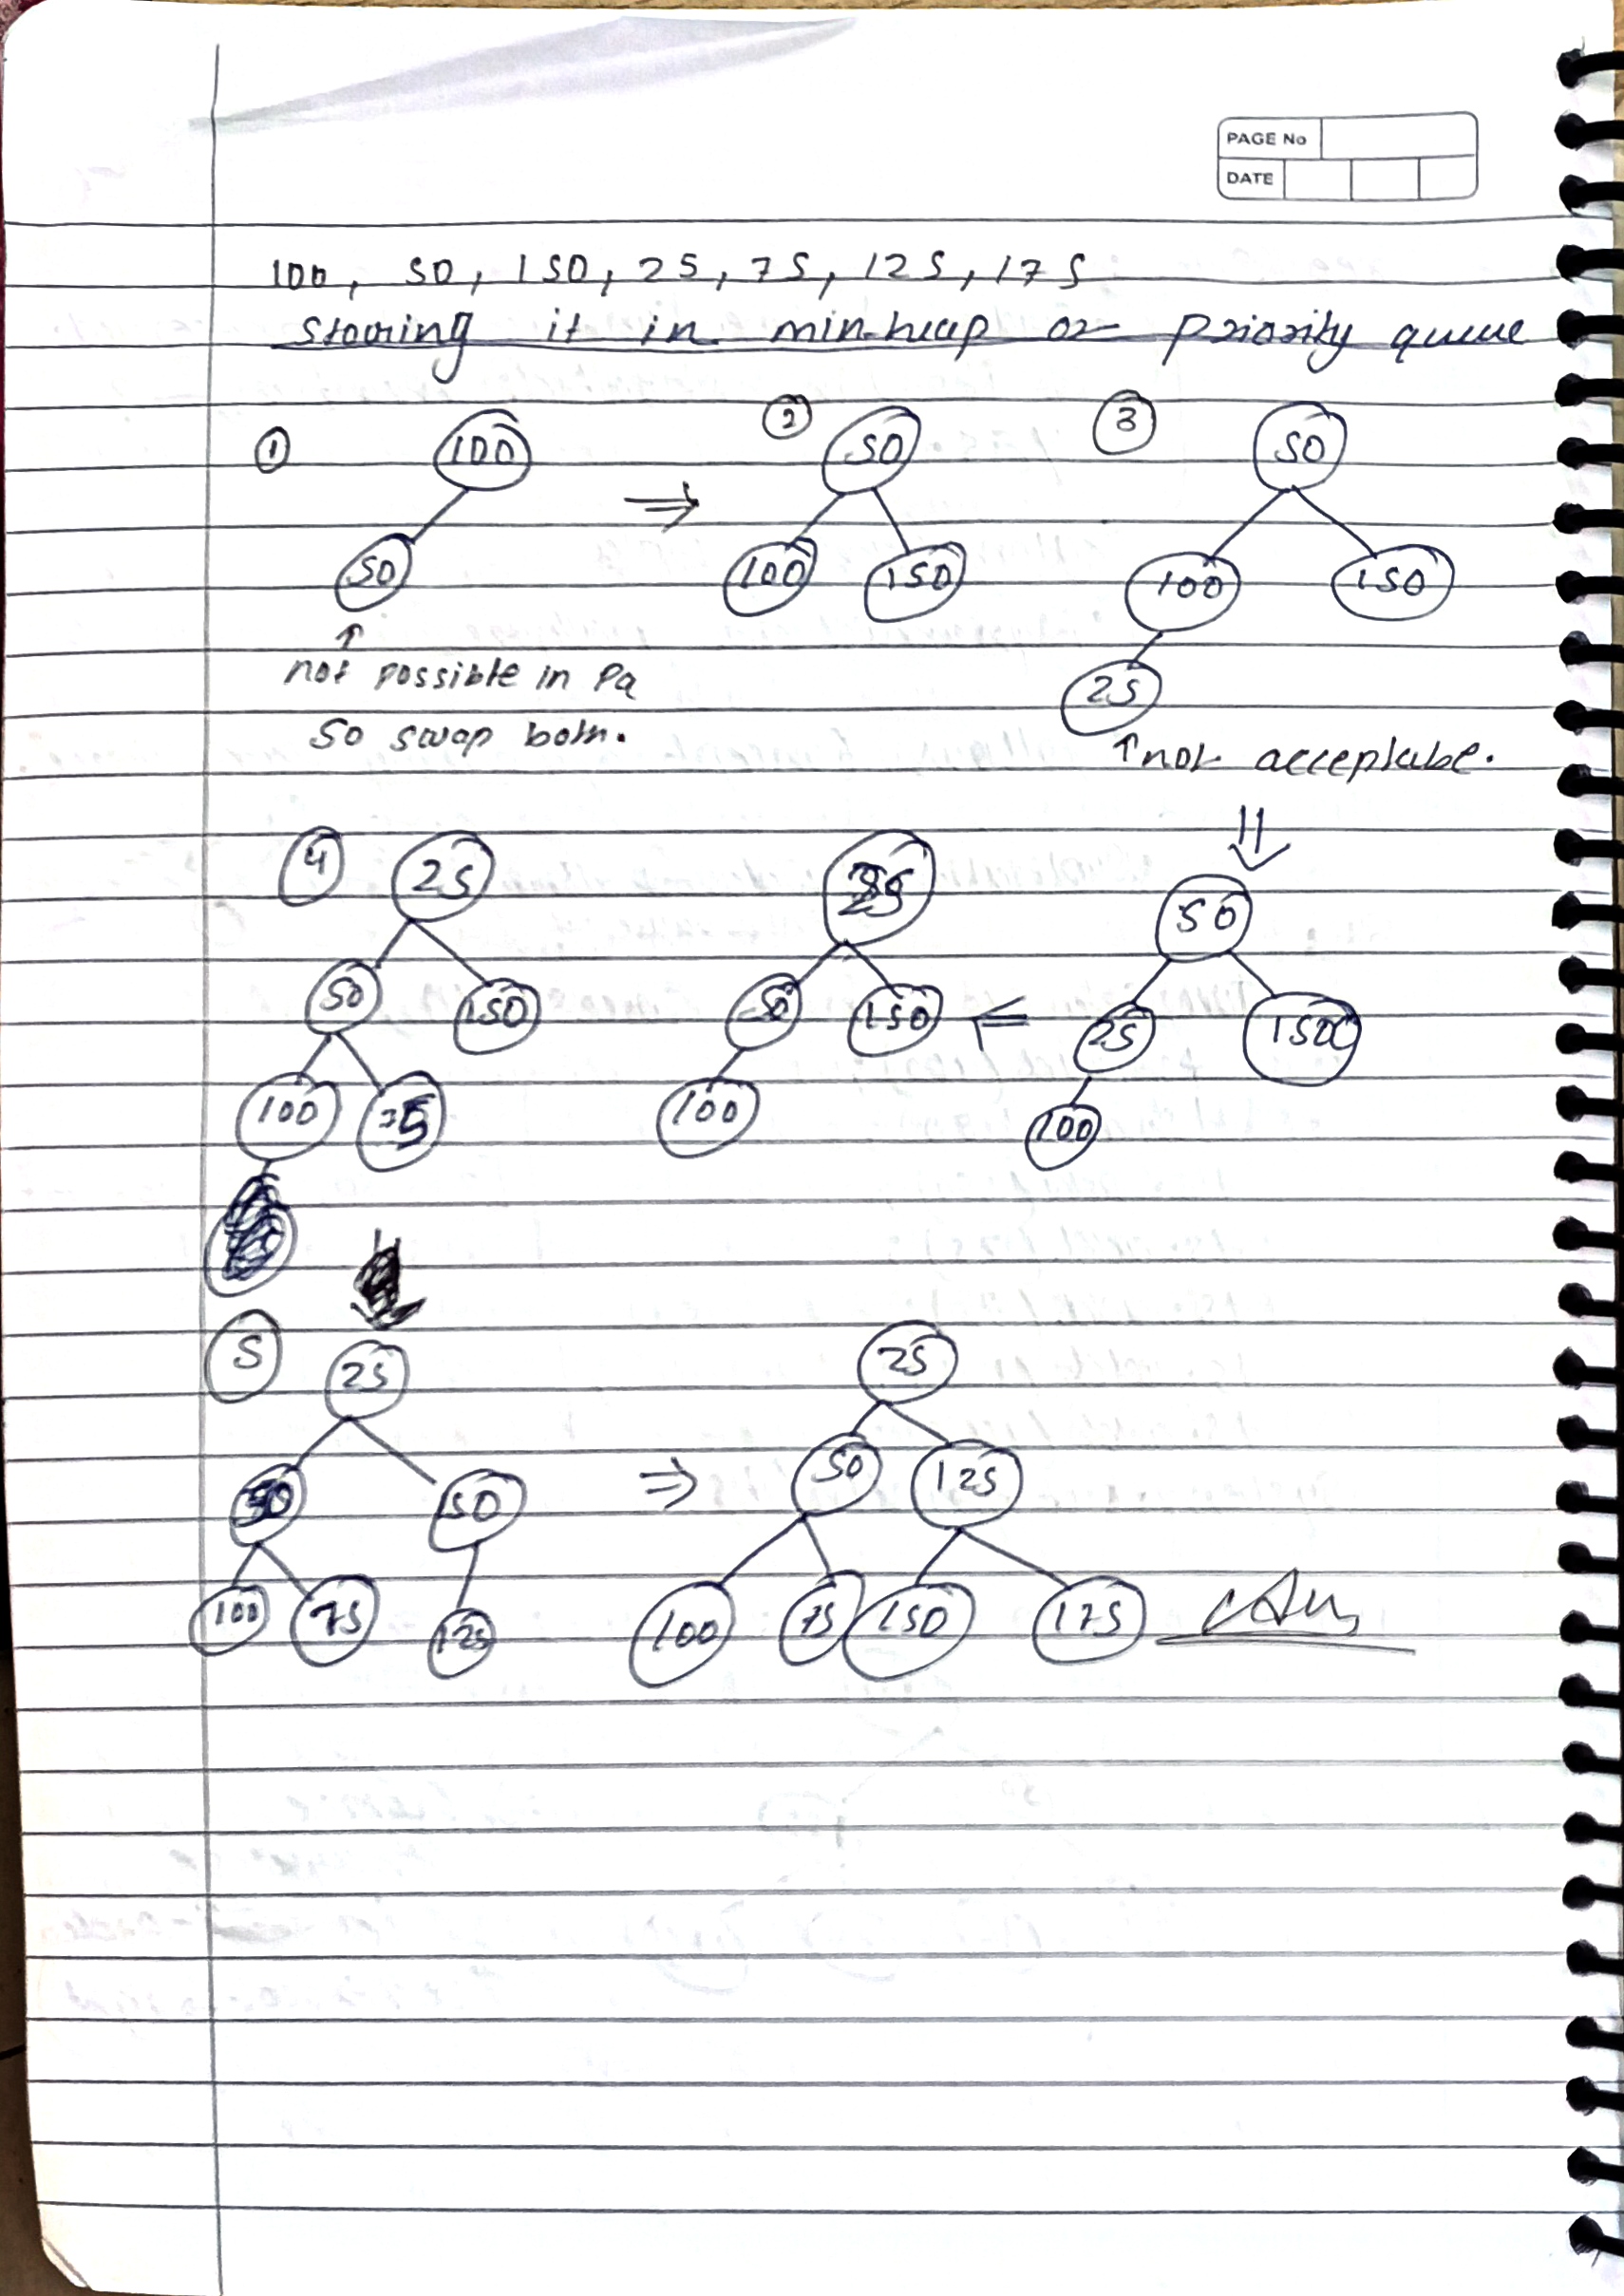 PAGE No
DATE
100, 50, 150, 25, 75, 125, 175
Stouring it in min-heap or priority queue
① 100 ② 50 ③ 50
50 ⇒ 100 150 100 150
↑ 25
not possible in Pq
So swap both.
↑ not acceptable.
⇓
④ 25 25 50
50 150 50 150 ⇐ 25 150
100 75 100 100
⑤ 25 25
50 150 ⇒ 50 125
100 75 125 100 75 150 175 Ans